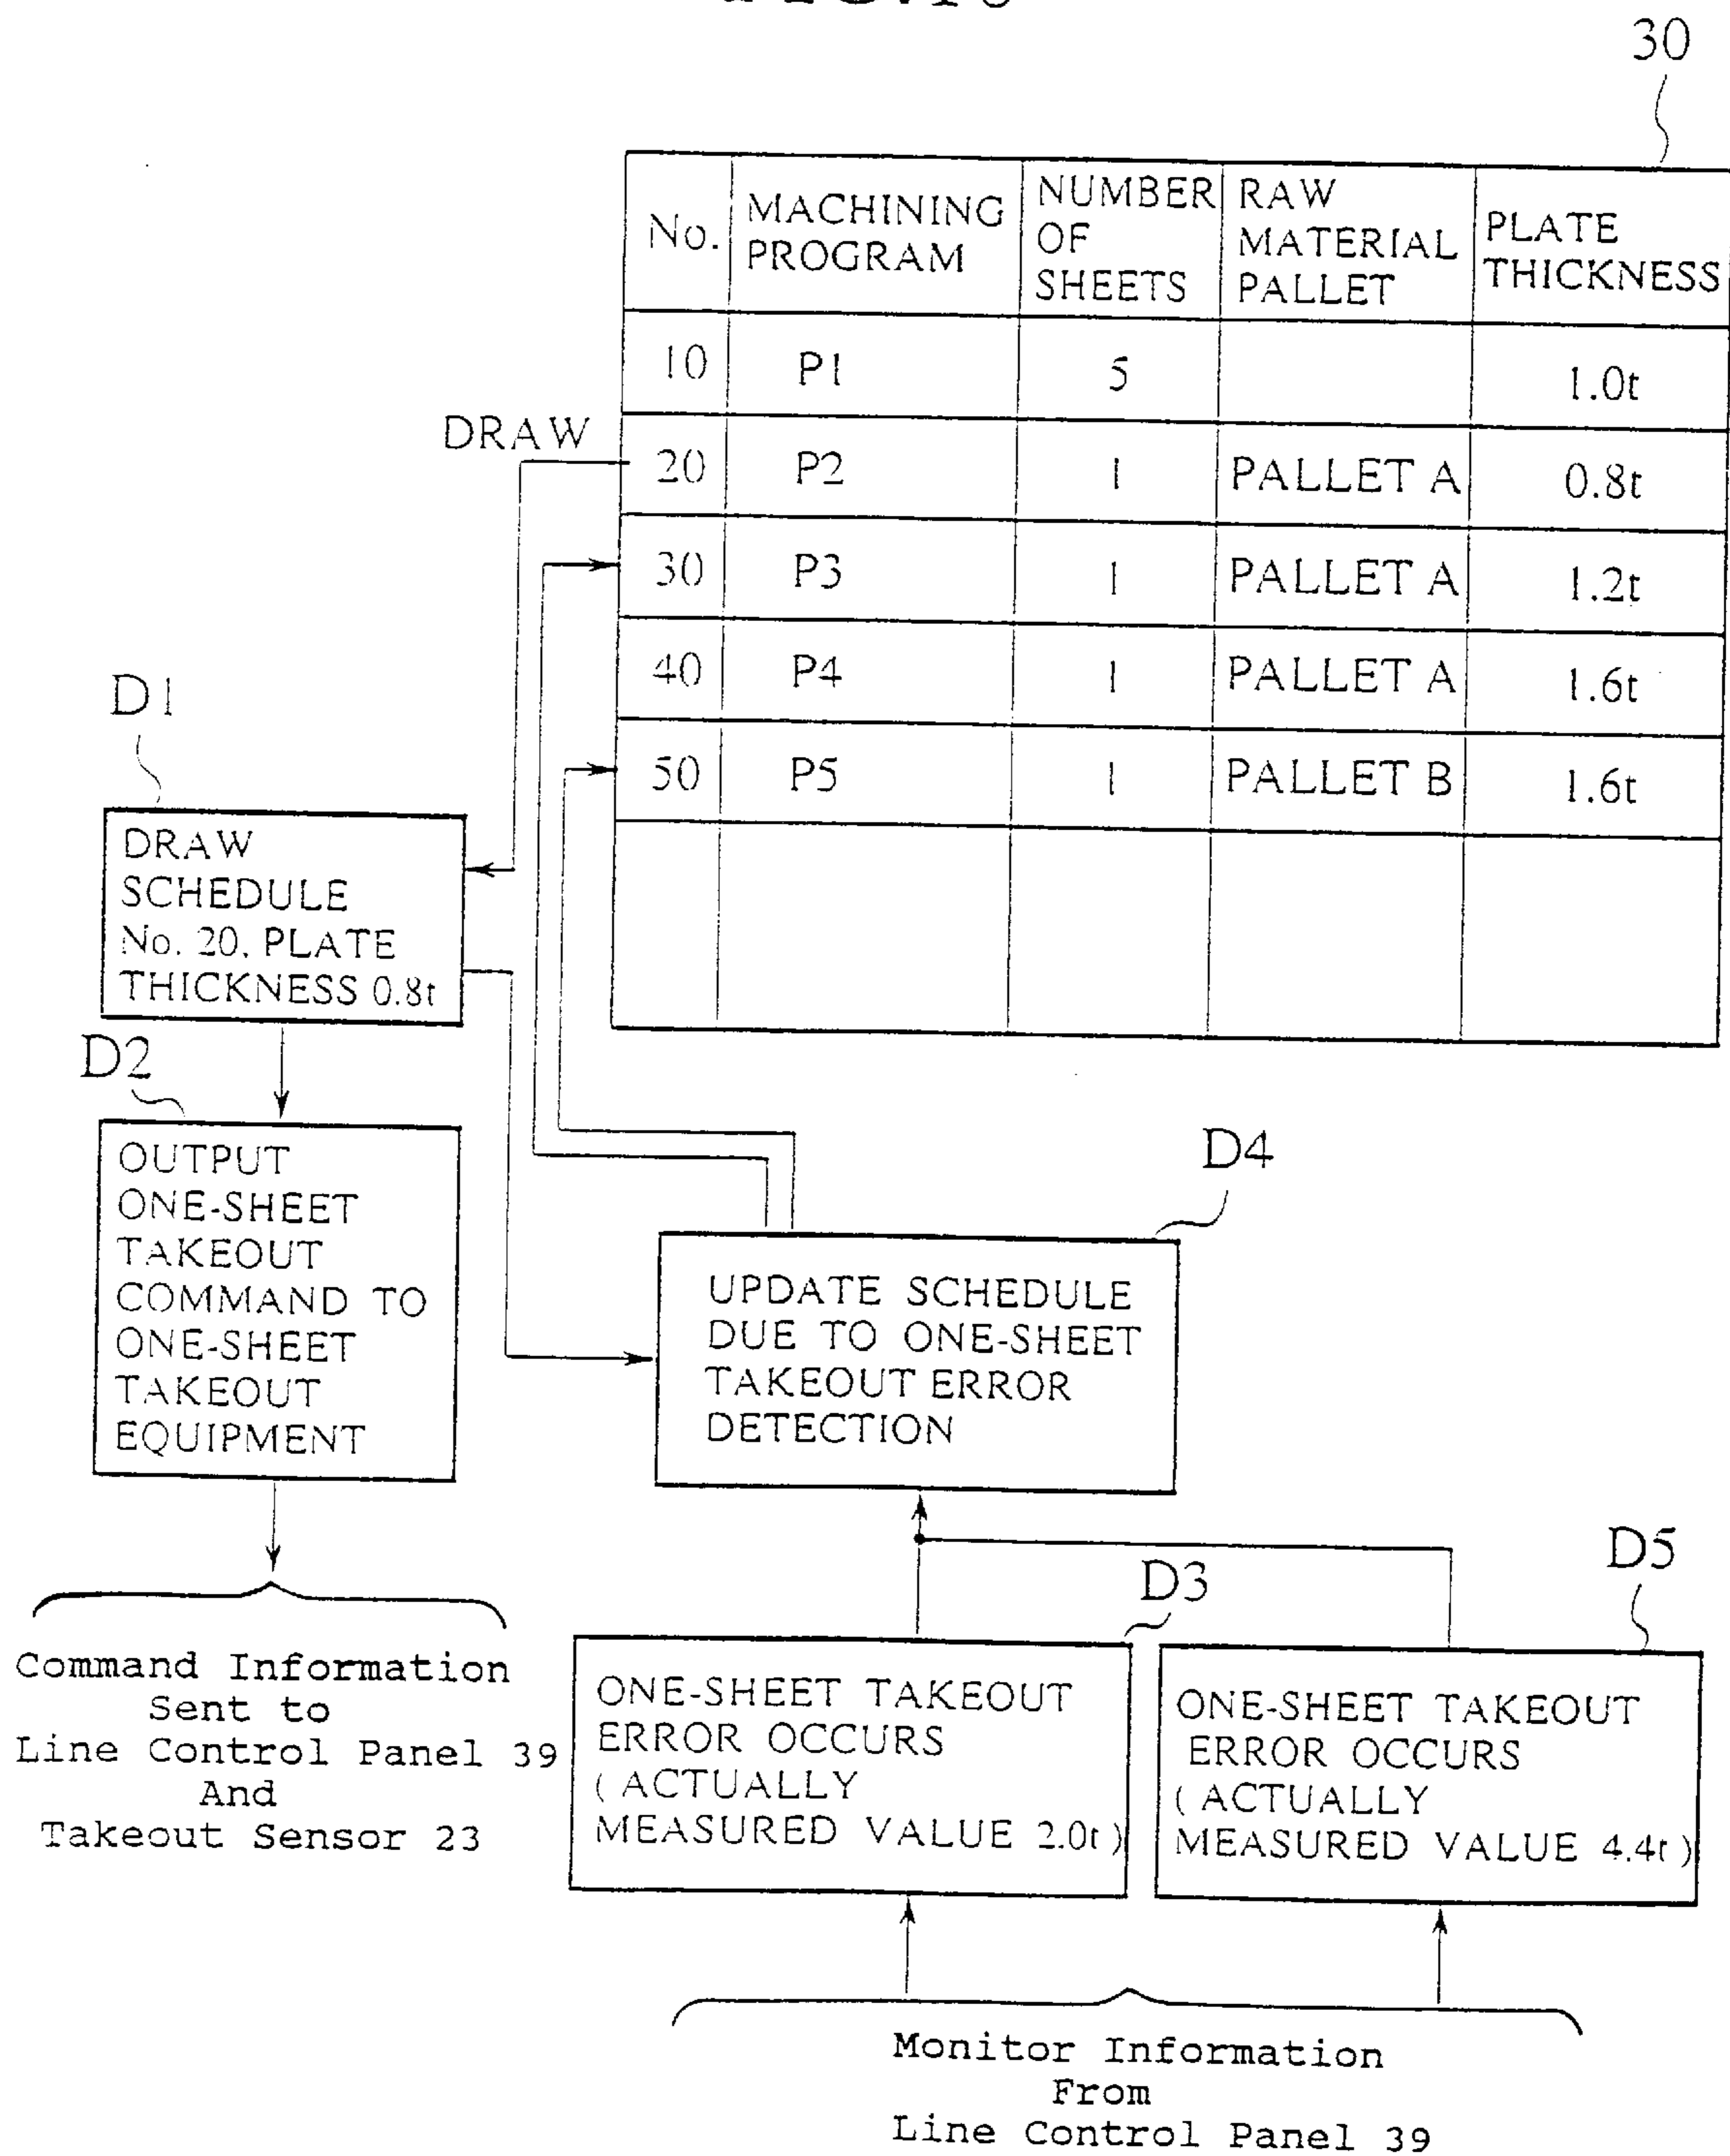 30
No. MACHINING PROGRAM NUMBER OF SHEETS RAW MATERIAL PALLET PLATE THICKNESS
10 P1 5 1.0t
20 P2 1 PALLET A 0.8t
30 P3 1 PALLET A 1.2t
40 P4 1 PALLET A 1.6t
50 P5 1 PALLET B 1.6t
DRAW
D1
DRAW
SCHEDULE
No. 20, PLATE
THICKNESS 0.8t
D2
OUTPUT
ONE-SHEET
TAKEOUT
COMMAND TO
ONE-SHEET
TAKEOUT
EQUIPMENT
D4
UPDATE SCHEDULE
DUE TO ONE-SHEET
TAKEOUT ERROR
DETECTION
Command Information
Sent to
Line Control Panel 39
And
Takeout Sensor 23
D3
ONE-SHEET TAKEOUT
ERROR OCCURS
(ACTUALLY
MEASURED VALUE 2.0t)
D5
ONE-SHEET TAKEOUT
ERROR OCCURS
(ACTUALLY
MEASURED VALUE 4.4t)
Monitor Information
From
Line Control Panel 39